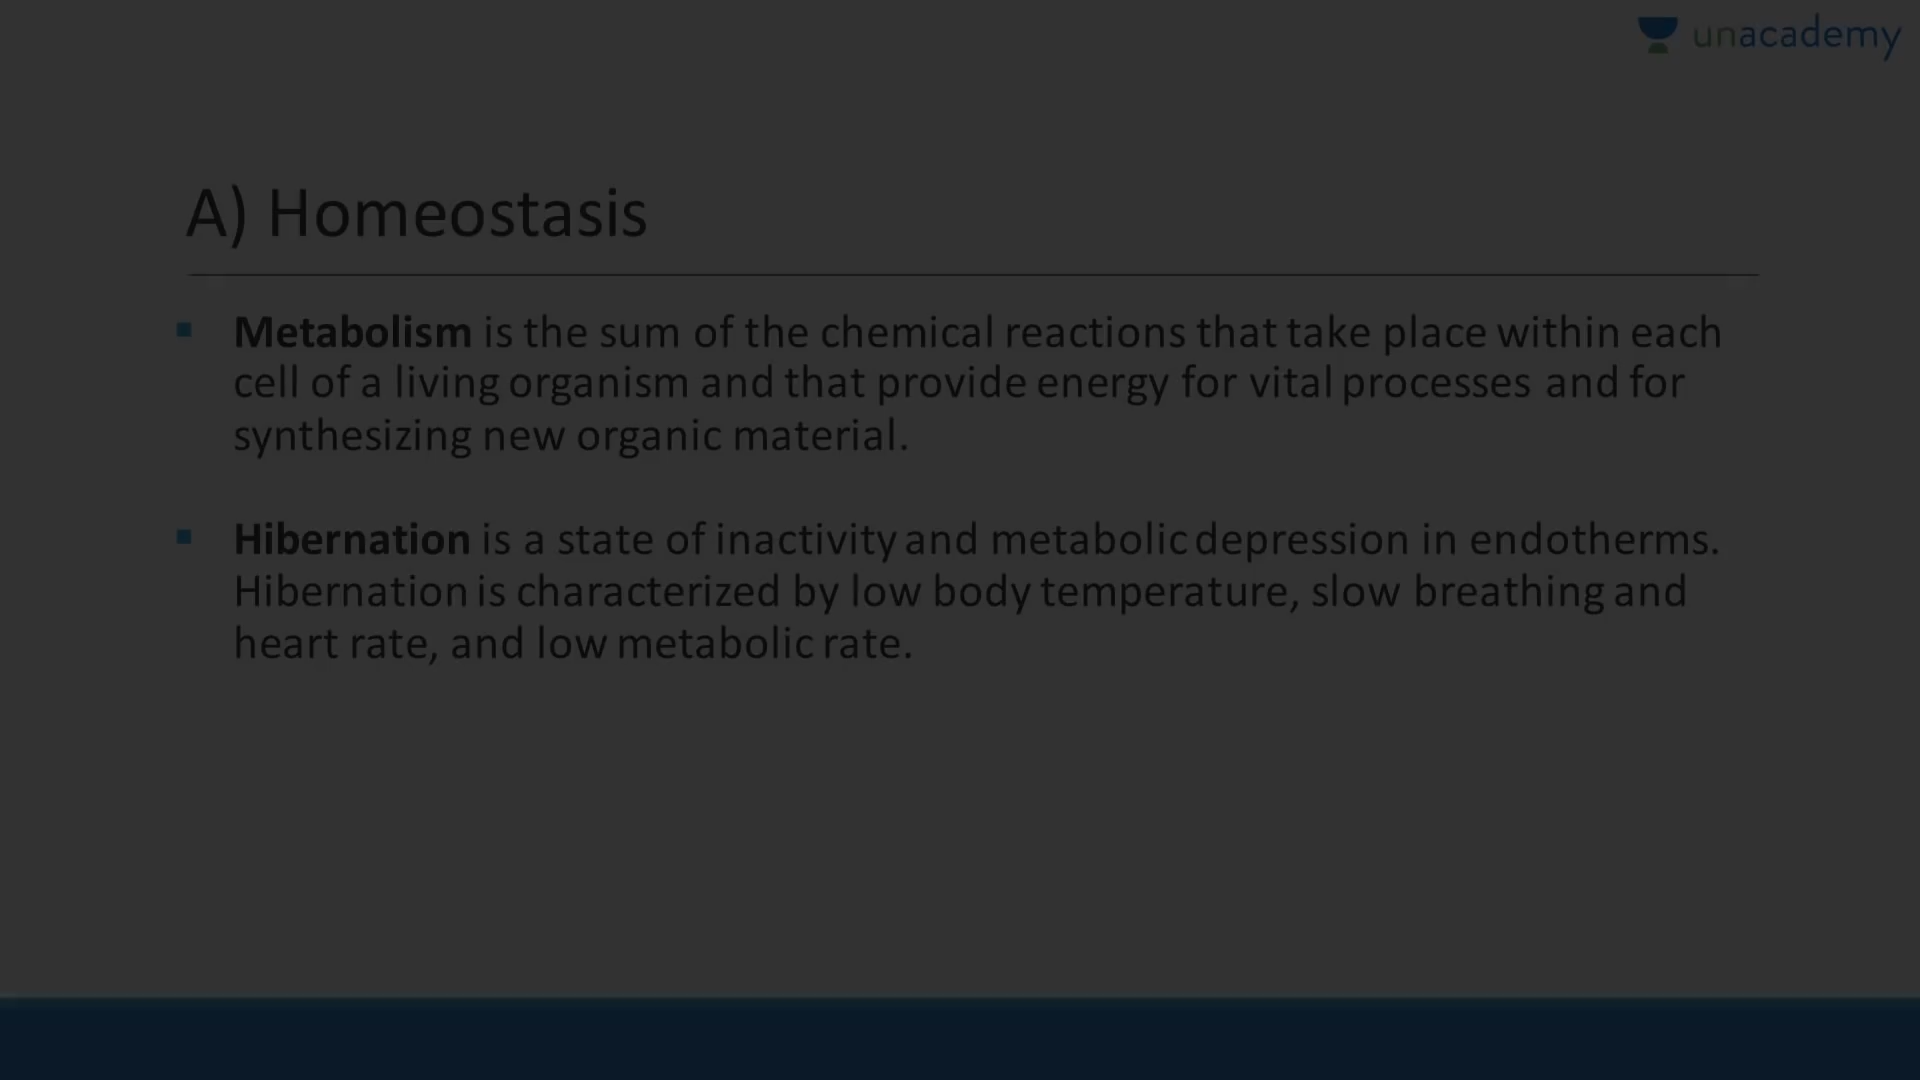 unacademy
A) Homeostasis
Metabolism is the sum of the chemical reactions that take place within each
cell of a living organism and that provide energy for vital processes and for
synthesizing new organic material.
Hibernation is a state of inactivity and metabolic depression in endotherms.
Hibernation is characterized by low body temperature, slow breathing and
heart rate, and low metabolic rate.